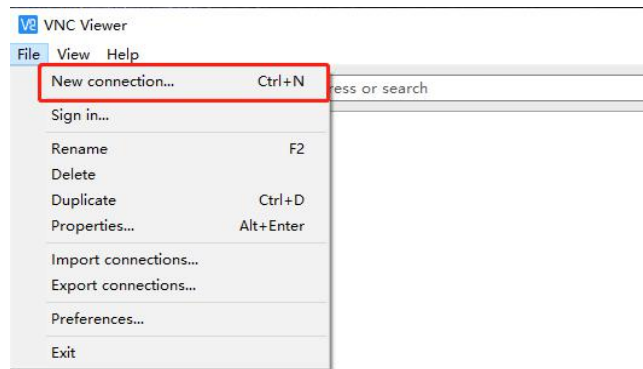 VNC Viewer
File View Help
New connection... Ctrl+N
ress or search
Sign in...
Rename F2
Delete
Duplicate Ctrl+D
Properties... Alt+Enter
Import connections...
Export connections...
Preferences...
Exit